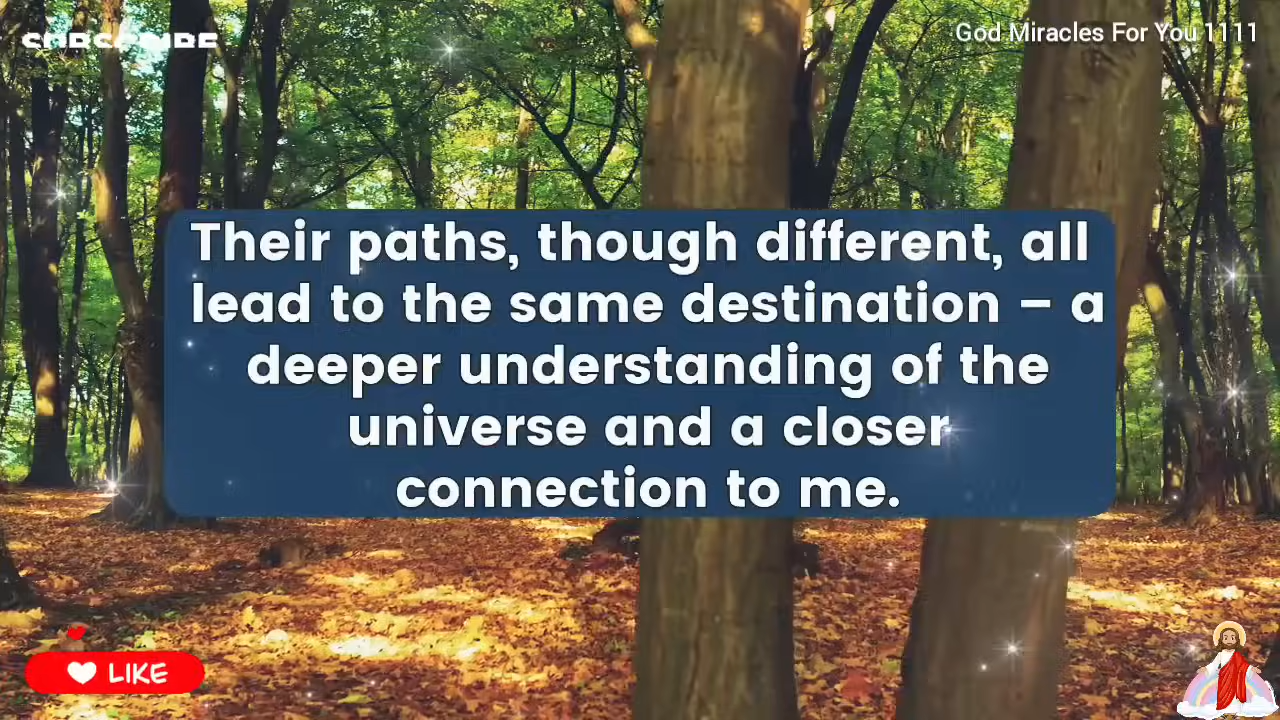 God Miracles For You 1111
Their paths, though different, all
lead to the same destination – a
deeper understanding of the
universe and a closer
connection to me.
LIKE